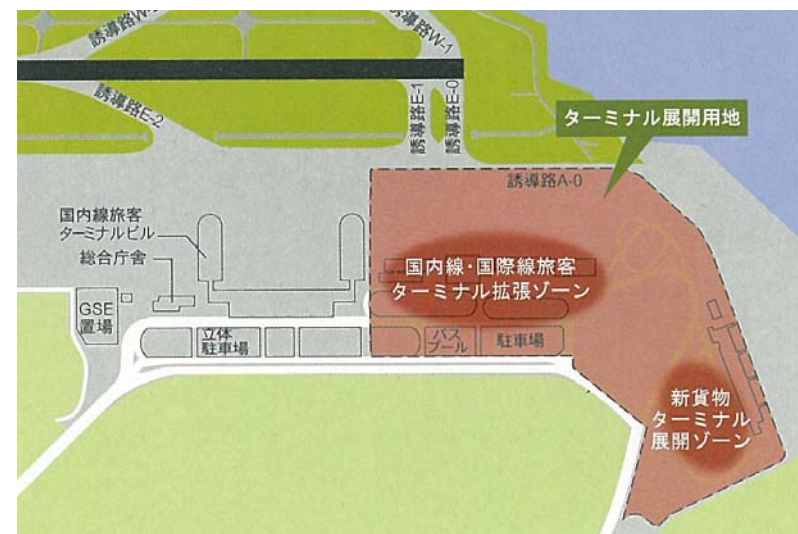 誘導路W-2
誘導路W-1
誘導路E-2
誘導路E-1
誘導路E-0
ターミナル展開用地
誘導路A-0
国内線旅客
ターミナルビル
総合庁舎
GSE
置場
立体
駐車場
国内線・国際線旅客
ターミナル拡張ゾーン
バス
プール
駐車場
新貨物
ターミナル
展開ゾーン